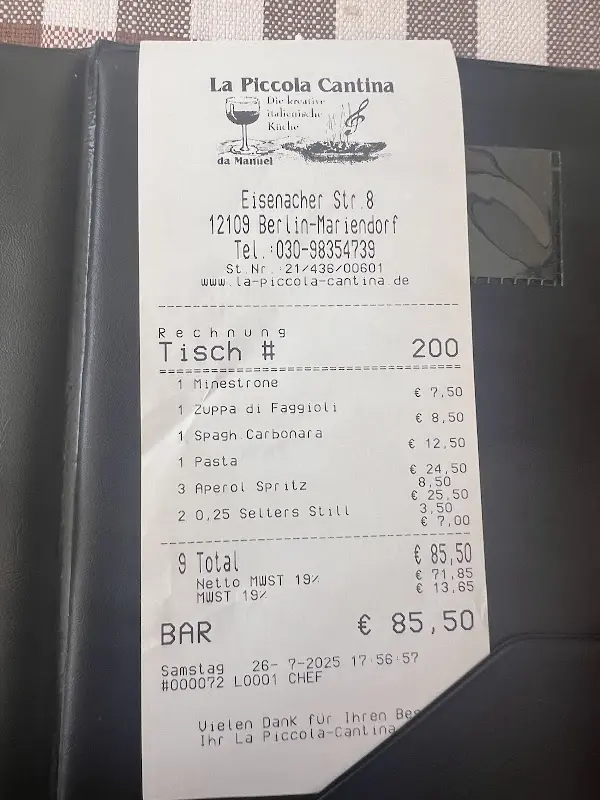 La Piccola Cantina
Die kreative
italienische
Küche
da Manuel
Eisenacher Str.8
12109 Berlin-Mariendorf
Tel.:030-98354739
St.Nr.:21/436/00601
www.la-piccola-cantina.de
Rechnung
Tisch # 200
1 Minestrone € 7,50
1 Zuppa di Faggioli € 8,50
1 Spagh.Carbonara € 12,50
1 Pasta € 24,50
3 Aperol Spritz 8,50
€ 25,50
2 0,25 Selters Still 3,50
€ 7,00
9 Total € 85,50
Netto MWST 19% € 71,85
MWST 19% € 13,65
BAR € 85,50
Samstag 26- 7-2025 17:56:57
#000072 L0001 CHEF
Vielen Dank für Ihren Bes
Ihr La Piccola-Cantina